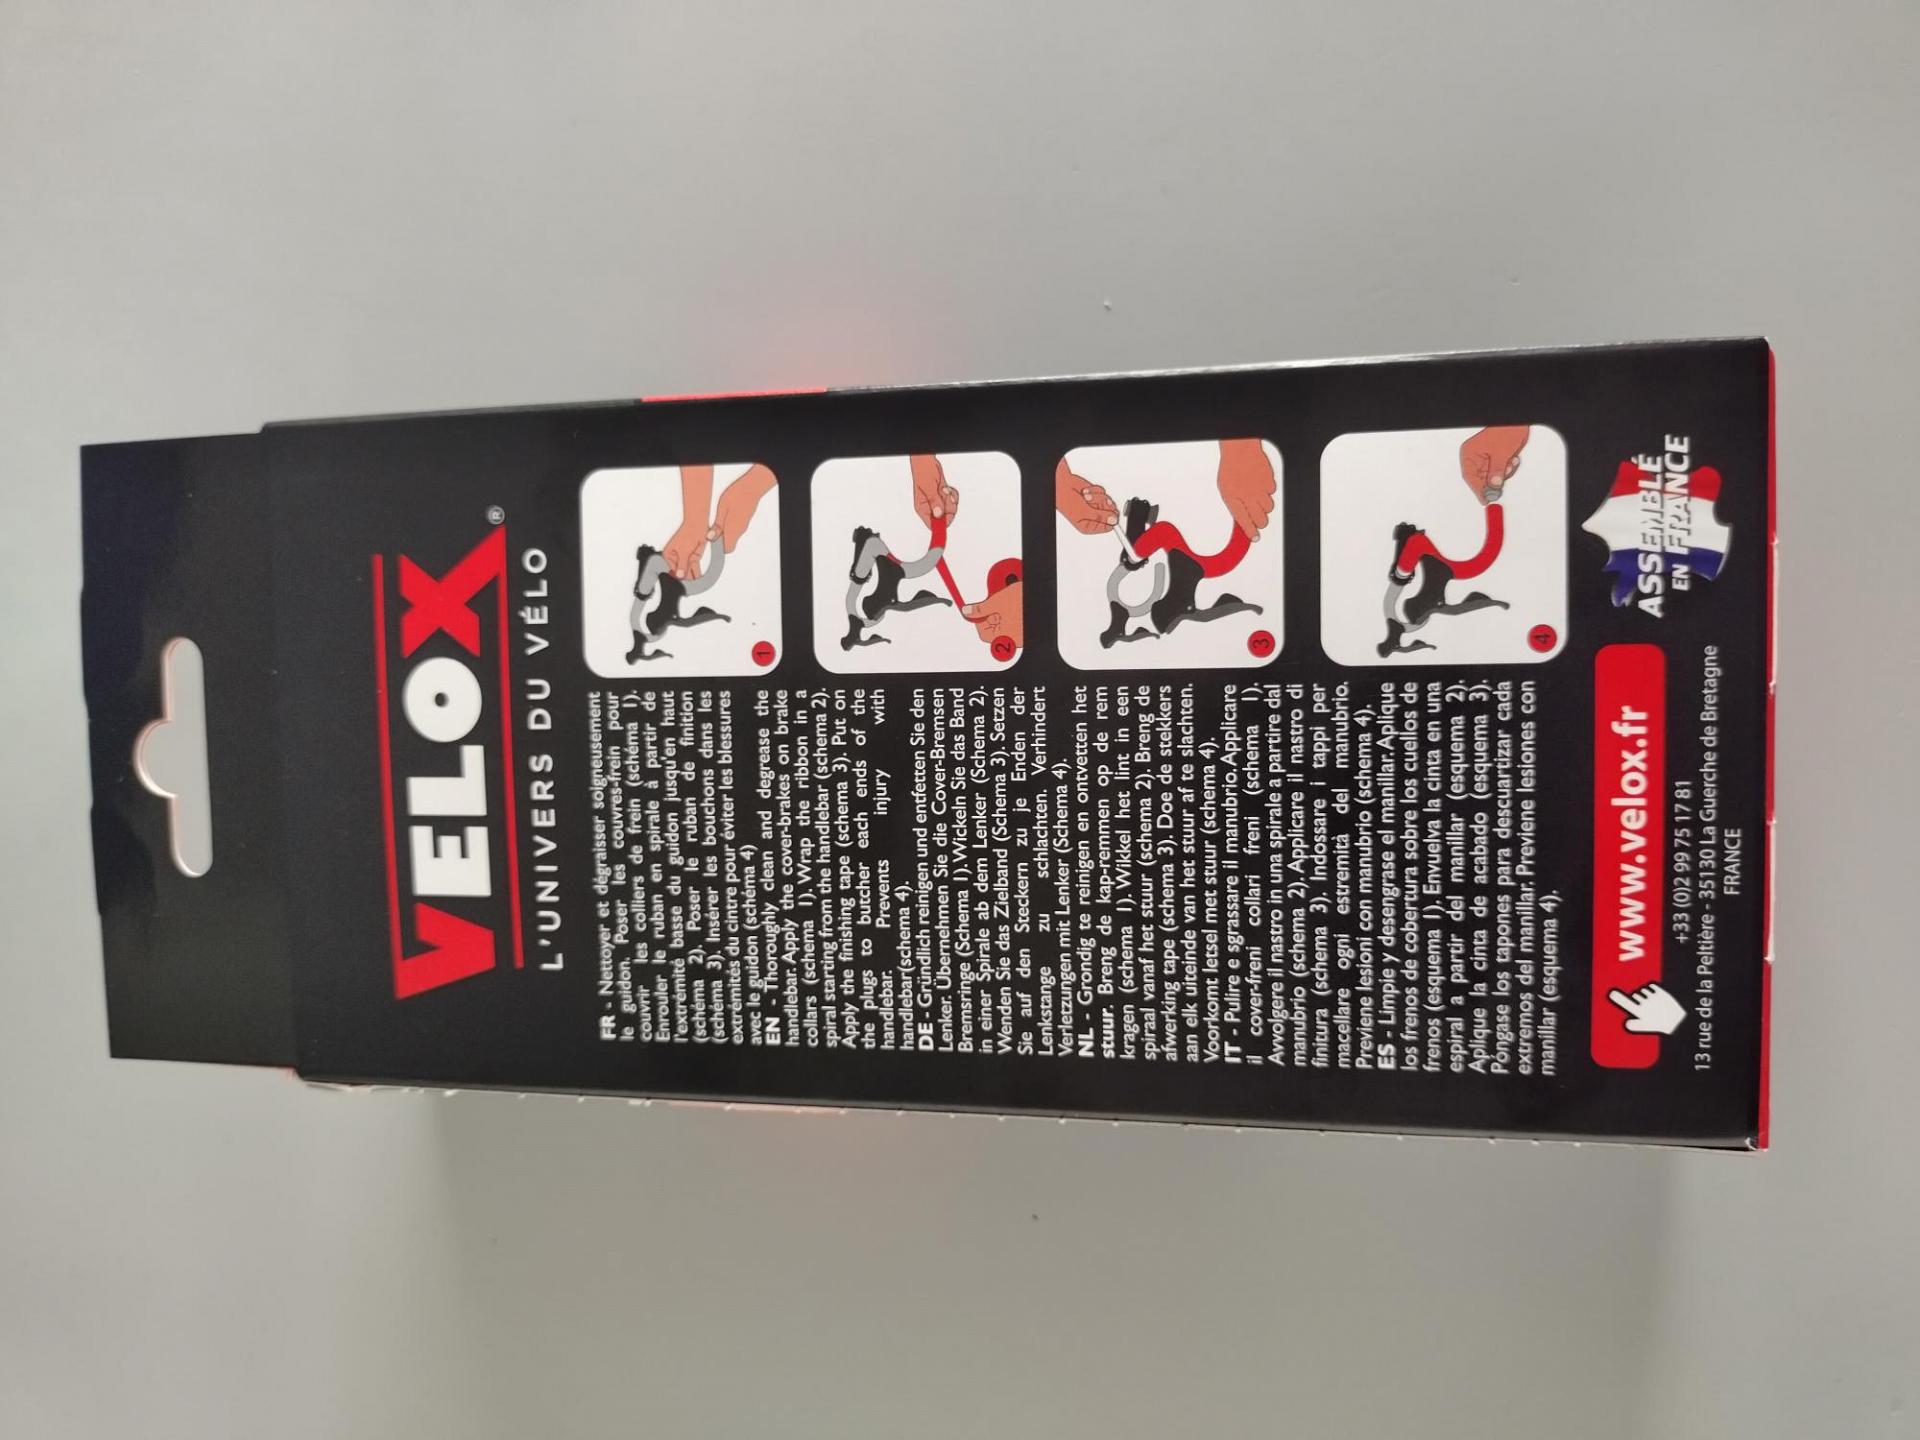 VELOX®
L'UNIVERS DU VÉLO
FR - Nettoyer et dégraisser soigneusement
le guidon. Poser les couvres-frein pour
couvrir les colliers de frein (schéma 1).
Enrouler le ruban en spirale à partir de
l'extrémité basse du guidon jusqu'en haut
(schéma 2). Poser le ruban de finition
(schéma 3). Insérer les bouchons dans les
extrémités du cintre pour éviter les blessures
avec le guidon (schéma 4)
EN - Thoroughly clean and degrease the
handlebar. Apply the cover-brakes on brake
collars (schema 1). Wrap the ribbon in a
spiral starting from the handlebar (schema 2).
Apply the finishing tape (schema 3). Put on
the plugs to butcher each ends of the
handlebar. Prevents injury with
handlebar(schema 4).
DE - Gründlich reinigen und entfetten Sie den
Lenker. Übernehmen Sie die Cover-Bremsen
Bremsringe (Schema 1). Wickeln Sie das Band
in einer Spirale ab dem Lenker (Schema 2).
Wenden Sie das Zielband (Schema 3). Setzen
Sie auf den Steckern zu je Enden der
Lenkstange zu schlachten. Verhindert
Verletzungen mit Lenker (Schema 4).
NL - Grondig te reinigen en ontvetten het
stuur. Breng de kap-remmen op de rem
kragen (schema 1). Wikkel het lint in een
spiraal vanaf het stuur (schema 2). Breng de
afwerking tape (schema 3). Doe de stekkers
aan elk uiteinde van het stuur af te slachten.
Voorkomt letsel met stuur (schema 4).
IT - Pulire e sgrassare il manubrio. Applicare
il cover-freni collari freni (schema 1).
Avvolgere il nastro in una spirale a partire dal
manubrio (schema 2). Applicare il nastro di
finitura (schema 3). Indossare i tappi per
macellare ogni estremità del manubrio.
Previene lesioni con manubrio (schema 4).
ES - Limpie y desengrase el manillar. Aplique
los frenos de cobertura sobre los cuellos de
frenos (esquema 1). Envuelva la cinta en una
espiral a partir del manillar (esquema 2).
Aplique la cinta de acabado (esquema 3).
Póngase los tapones para descuartizar cada
extremos del manillar. Previene lesiones con
manillar (esquema 4).
1
2
3
4
www.velox.fr
ASSEMBLÉ
EN FRANCE
+33 (0)2 99 75 17 81
13 rue de la Peltière - 35130 La Guerche de Bretagne
FRANCE